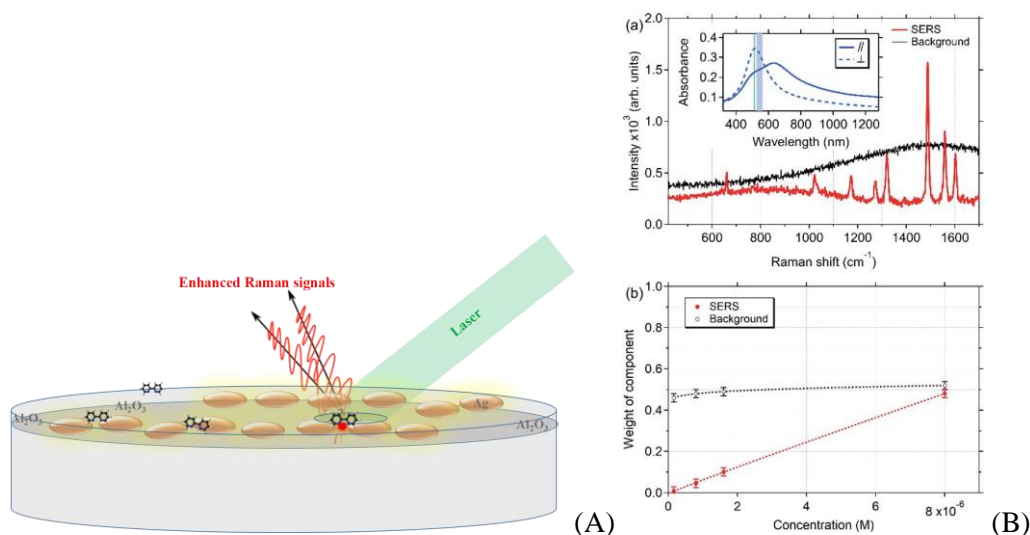 Enhanced Raman signals
Laser
Al₂O₃
Ag
Al₂O₃
Al₂O₃
(A)
(a)
2.0
1.5
1.0
0.5
0.0
Intensity x10³ (arb. units)
SERS
Background
0.4
0.3
0.2
0.1
Absorbance
//
⊥
400 600 800 1000 1200
Wavelength (nm)
600 800 1000 1200 1400 1600
Raman shift (cm⁻¹)
(b)
1.0
0.8
0.6
0.4
0.2
0.0
Weight of component
SERS
Background
0 2 4 6 8 x10⁻⁶
Concentration (M)
(B)